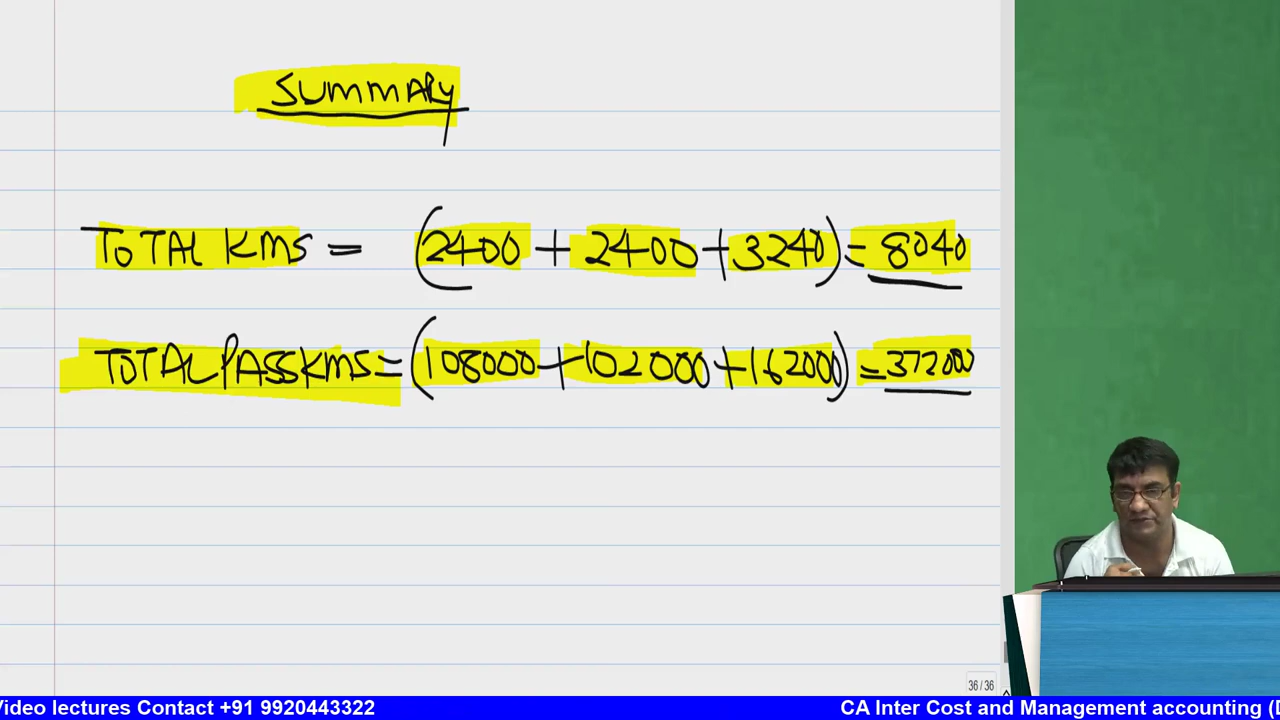 SUMMARY
TOTAL KMS = (2400 + 2400 + 3240) = 8040
TOTAL PASSKMS = (108000 + 102000 + 162000) = 372000
36 / 36
Video lectures Contact +91 9920443322
CA Inter Cost and Management accounting (